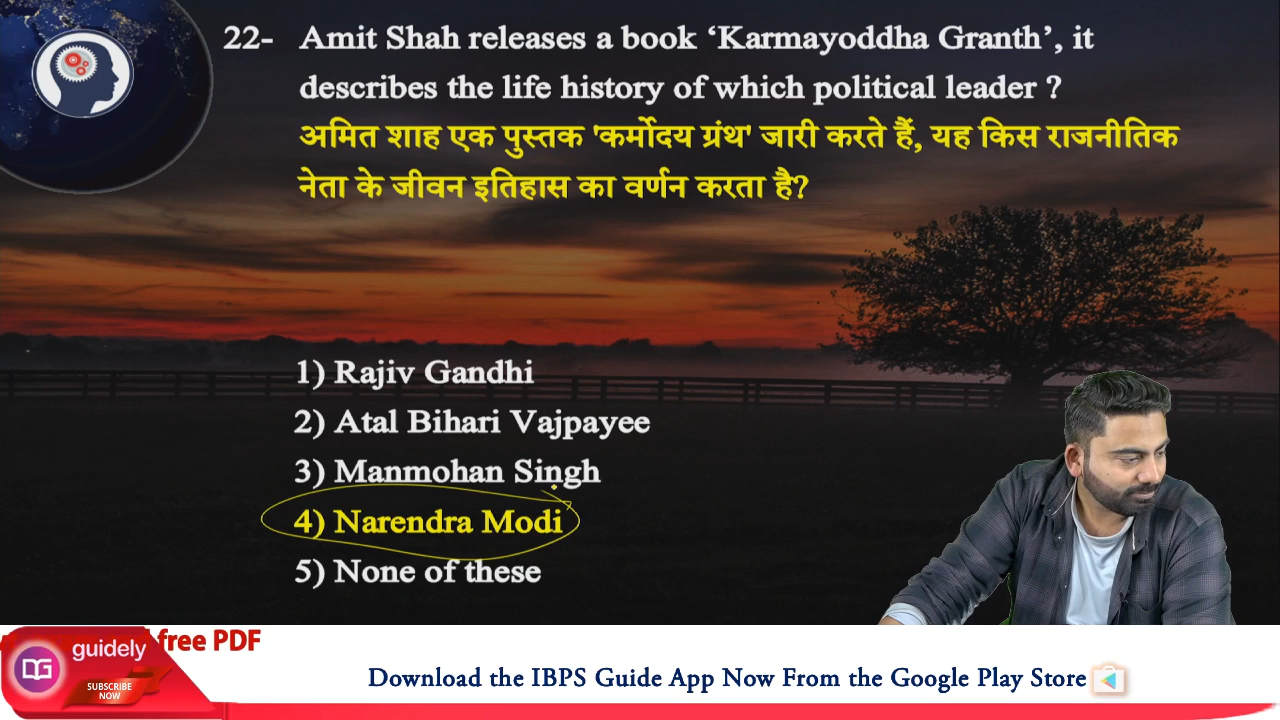 22- Amit Shah releases a book ‘Karmayoddha Granth’, it
describes the life history of which political leader ?
अमित शाह एक पुस्तक 'कर्मोदय ग्रंथ' जारी करते हैं, यह किस राजनीतिक
नेता के जीवन इतिहास का वर्णन करता है?
1) Rajiv Gandhi
2) Atal Bihari Vajpayee
3) Manmohan Singh
4) Narendra Modi
5) None of these
free PDF
guidely
SUBSCRIBE
NOW
Download the IBPS Guide App Now From the Google Play Store